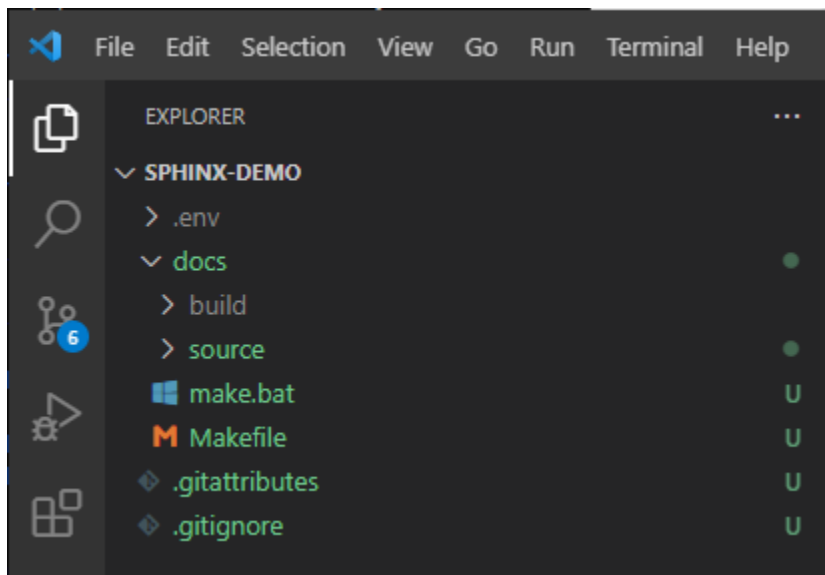 File Edit Selection View Go Run Terminal Help
EXPLORER ...
SPHINX-DEMO
.env
docs
build
source
6
make.bat U
Makefile U
.gitattributes U
.gitignore U